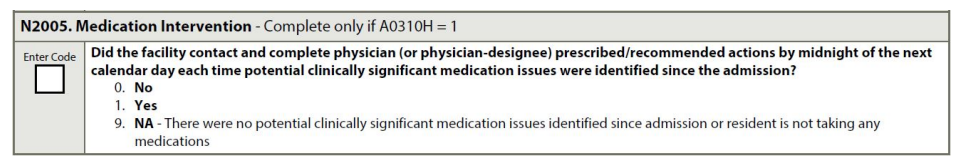 N2005. Medication Intervention - Complete only if A0310H = 1
Enter Code
Did the facility contact and complete physician (or physician-designee) prescribed/recommended actions by midnight of the next
calendar day each time potential clinically significant medication issues were identified since the admission?
0. No
1. Yes
9. NA - There were no potential clinically significant medication issues identified since admission or resident is not taking any
medications